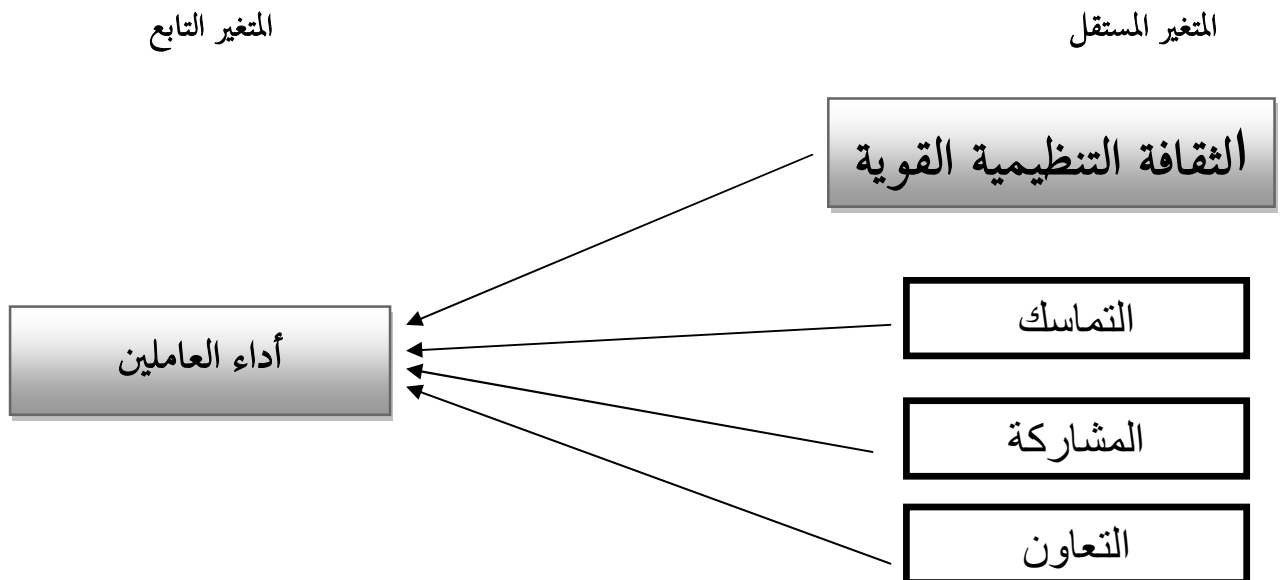 المتغير المستقل
المتغير التابع
الثقافة التنظيمية القوية
التماسك
أداء العاملين
المشاركة
التعاون